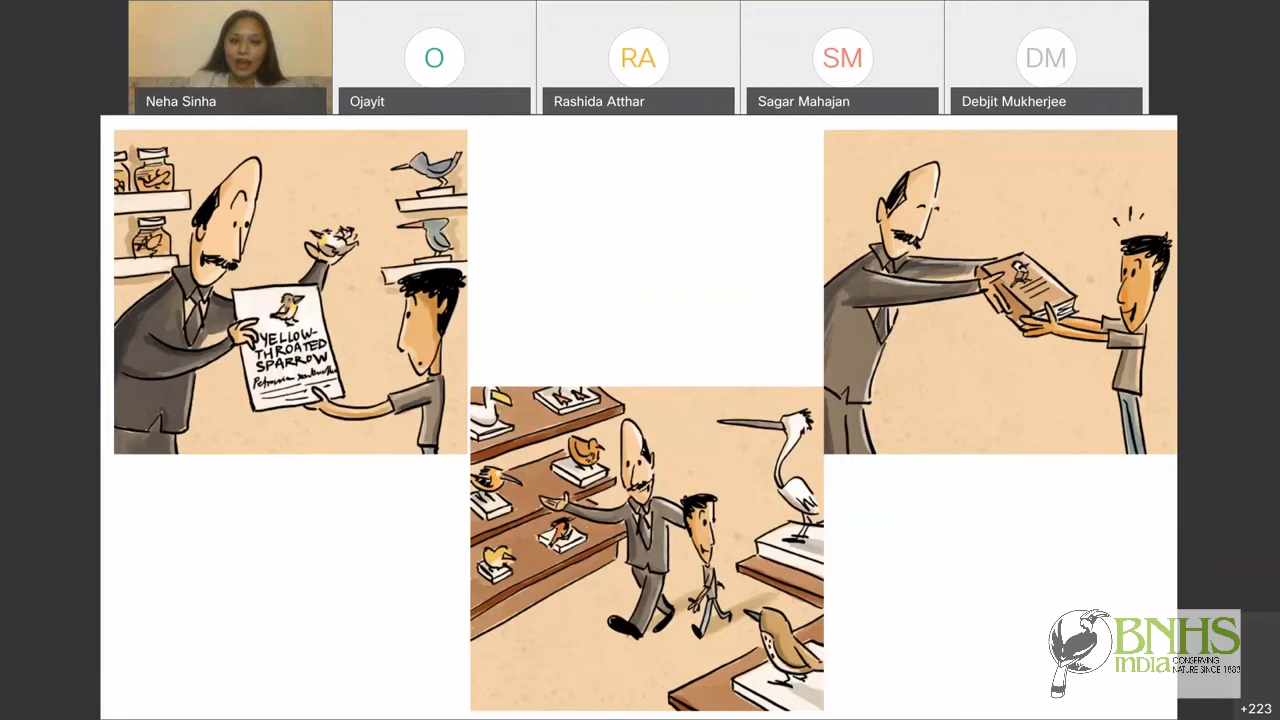 O
RA
SM
DM
Neha Sinha
Ojayit
Rashida Atthar
Sagar Mahajan
Debjit Mukherjee
YELLOW-
THROATED
SPARROW
BNHS
INDIA
CONSERVING
NATURE SINCE 1883
+223